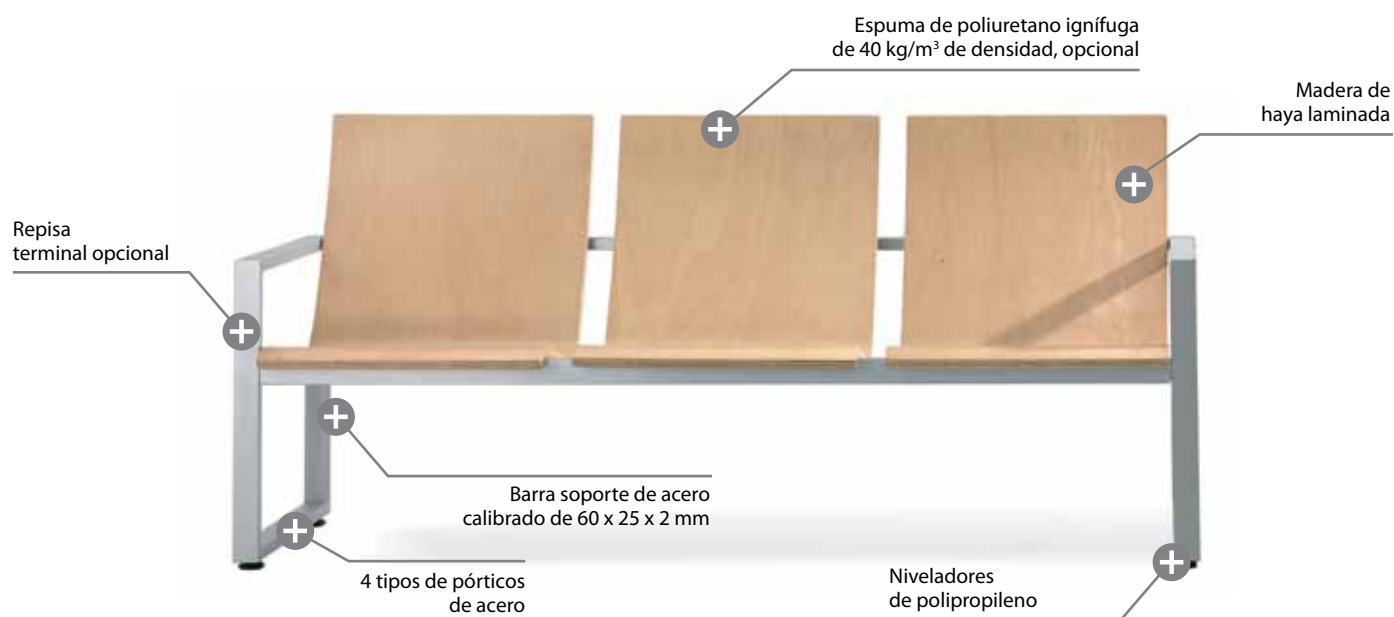 Espuma de poliuretano ignífuga
de 40 kg/m³ de densidad, opcional
Madera de
haya laminada
Repisa
terminal opcional
Barra soporte de acero
calibrado de 60 x 25 x 2 mm
4 tipos de pórticos
de acero
Niveladores
de polipropileno